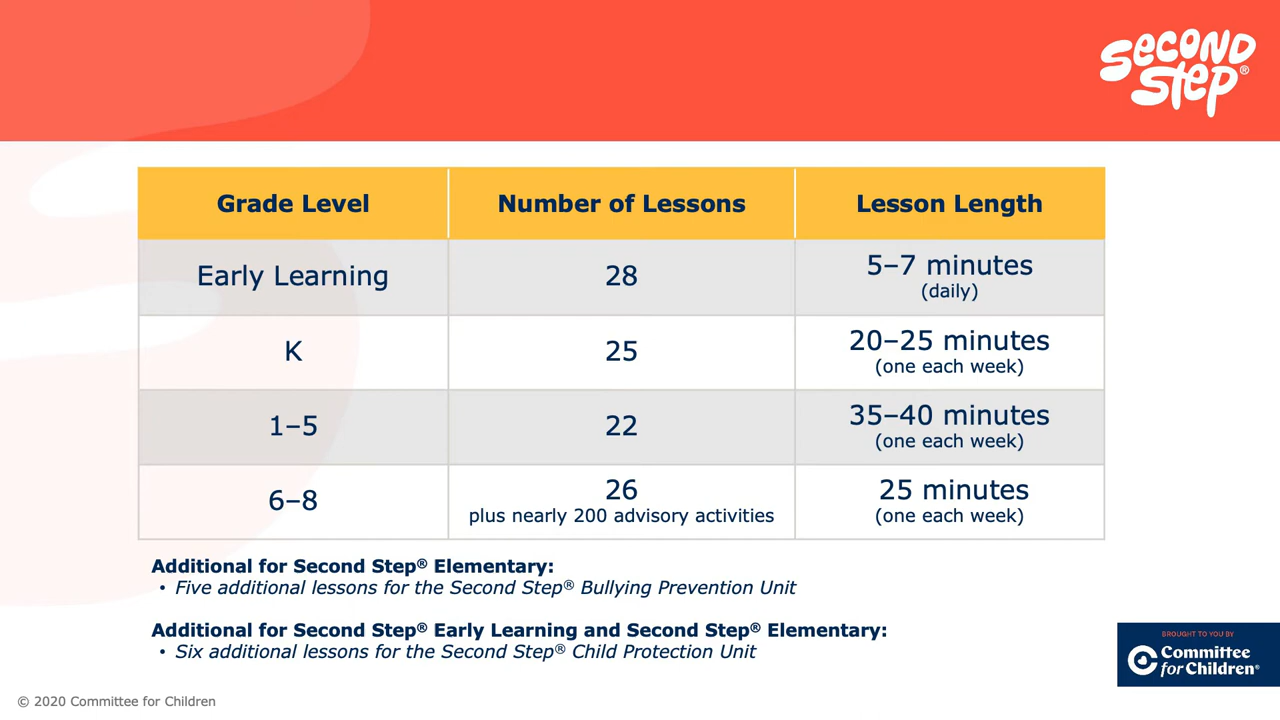 Second
Step®
Grade Level
Number of Lessons
Lesson Length
Early Learning
28
5–7 minutes
(daily)
K
25
20–25 minutes
(one each week)
1–5
22
35–40 minutes
(one each week)
6–8
26
plus nearly 200 advisory activities
25 minutes
(one each week)
Additional for Second Step® Elementary:
• Five additional lessons for the Second Step® Bullying Prevention Unit
Additional for Second Step® Early Learning and Second Step® Elementary:
• Six additional lessons for the Second Step® Child Protection Unit
BROUGHT TO YOU BY
Committee
for Children®
© 2020 Committee for Children